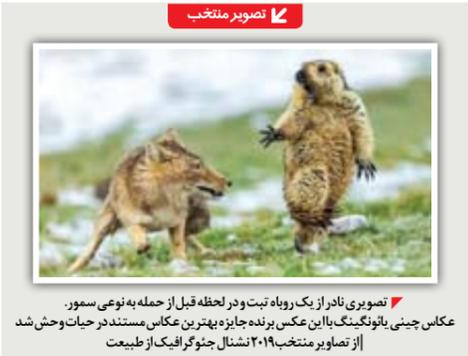 تصویر منتخب
تصویری نادر از یک روباه تبت و در لحظه قبل از حمله به نوعی سمور.
عکاس چینی یائونگینگ با این عکس برنده جایزه بهترین عکاس مستند در حیات وحش شد
|از تصاویر منتخب ۲۰۱۹ نشنال جئوگرافیک از طبیعت